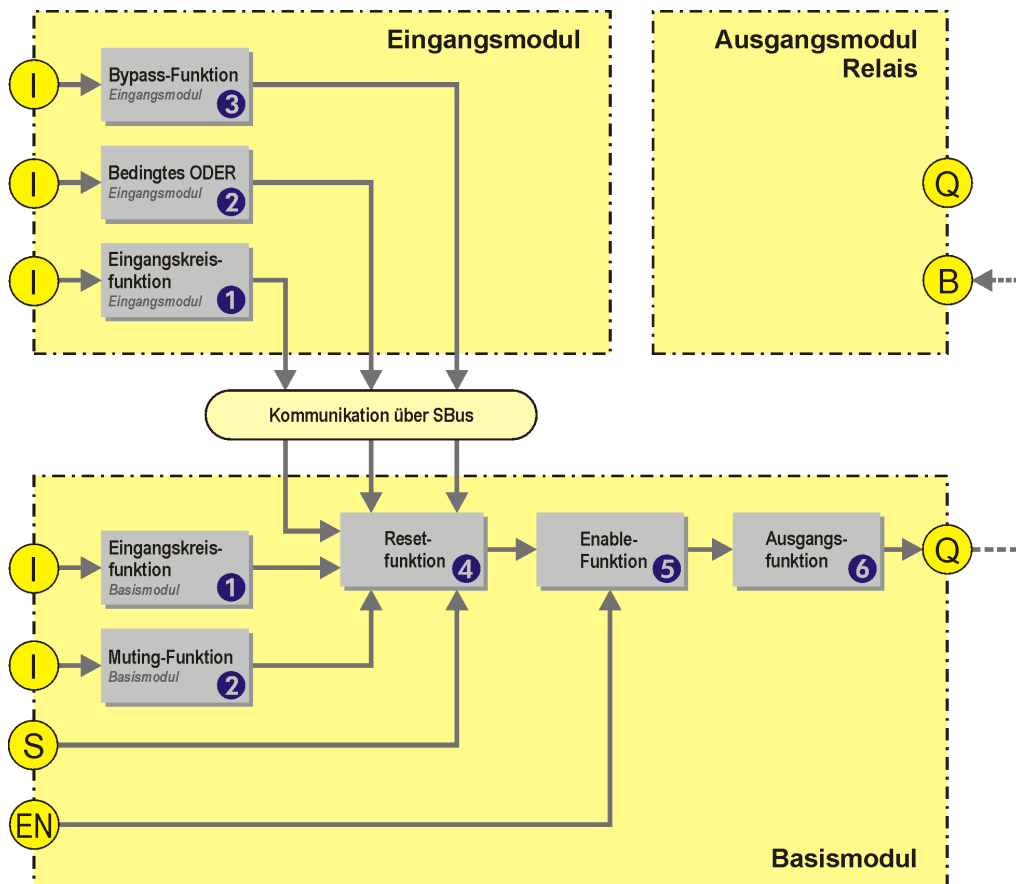 Eingangsmodul
I
Bypass-Funktion
Eingangsmodul
3
I
Bedingtes ODER
Eingangsmodul
2
I
Eingangskreis-
funktion
Eingangsmodul
1
Ausgangsmodul
Relais
Q
B
Kommunikation über SBus
I
Eingangskreis-
funktion
Basismodul
1
I
Muting-Funktion
Basismodul
2
S
EN
Reset-
funktion
4
Enable-
Funktion
5
Ausgangs-
funktion
6
Q
Basismodul